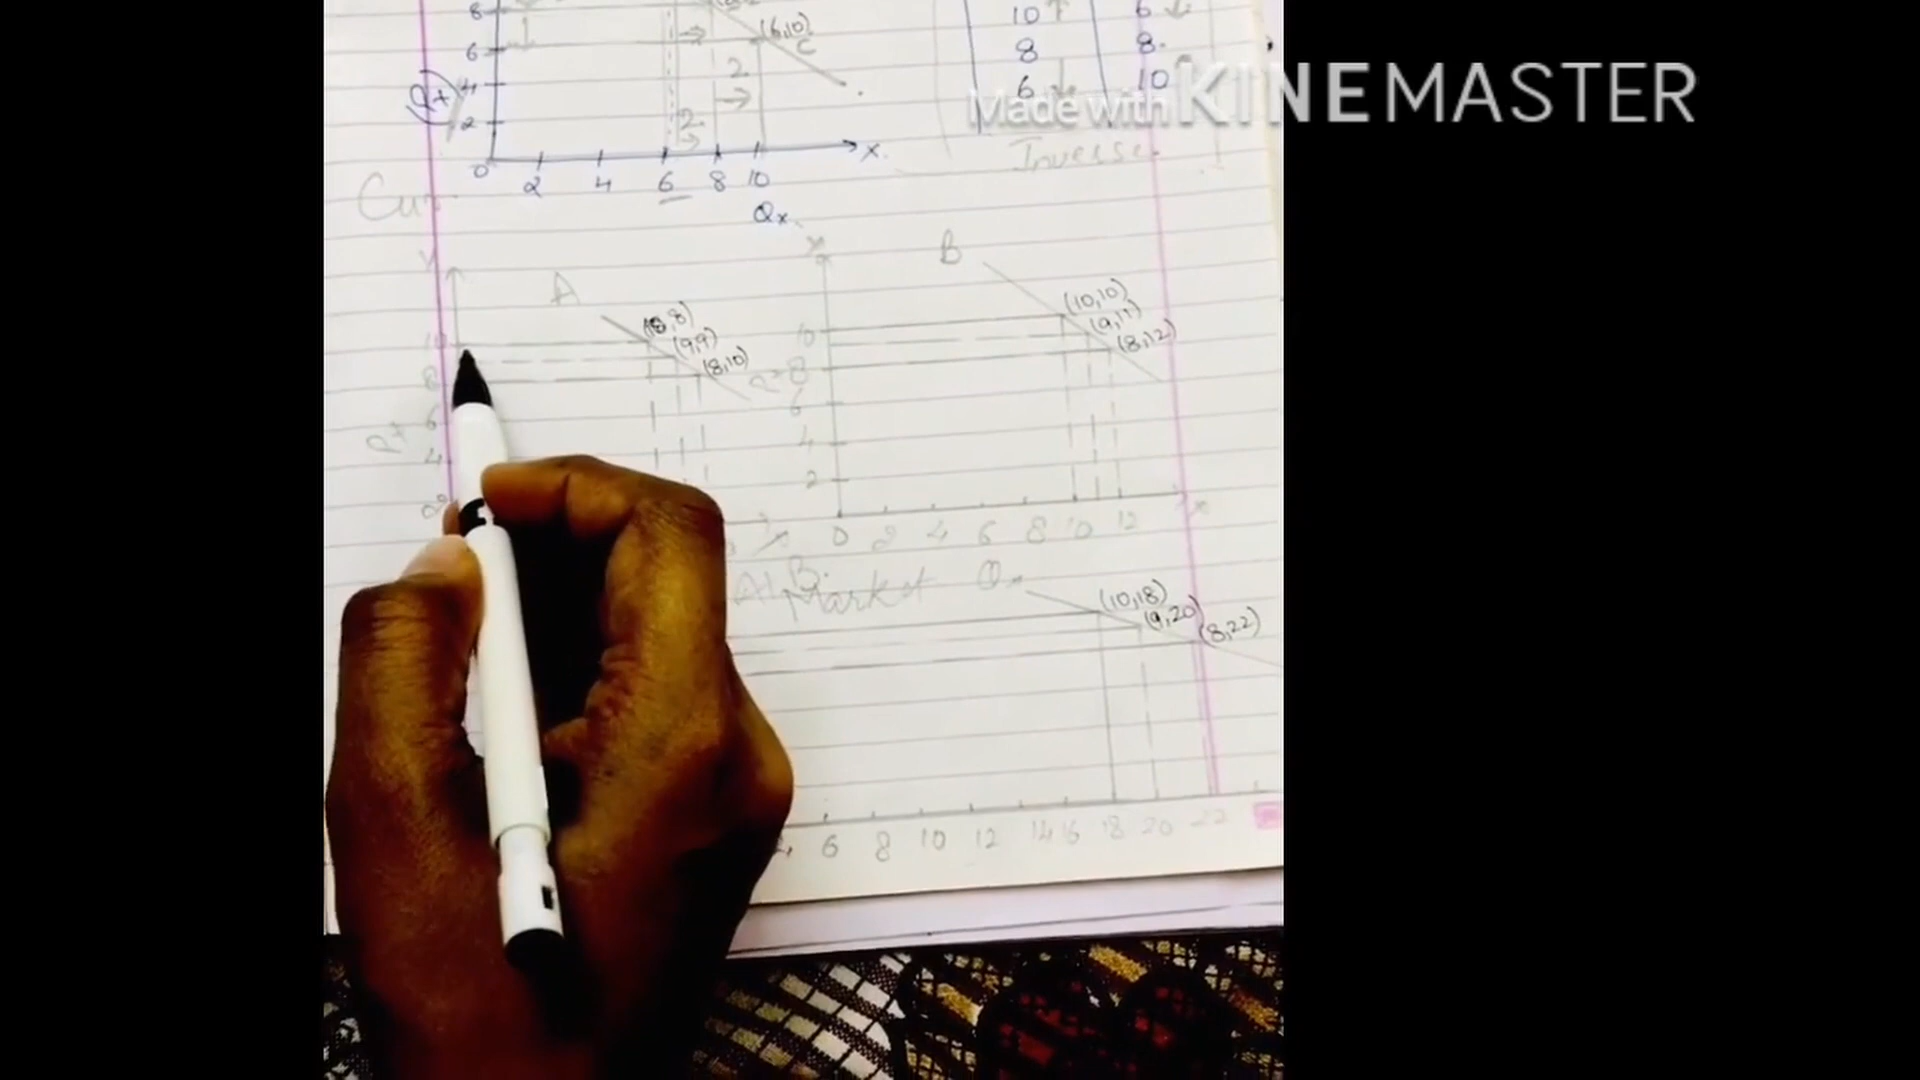 8
6
4
2
0 2 4 6 8 10 X
Qx
(6,10)
C
2
2
10 6
8 8
6 10
Inverse
Made with KINEMASTER
Y
A
10
8
6
4
2
(10,8)
(9,9)
(8,10)
Y
B
10
8
6
4
2
0 2 4 6 8 10 12 X
(10,10)
(9,11)
(8,12)
A+B
Market
(10,18)
(9,20)
(8,22)
4 6 8 10 12 14 16 18 20 22